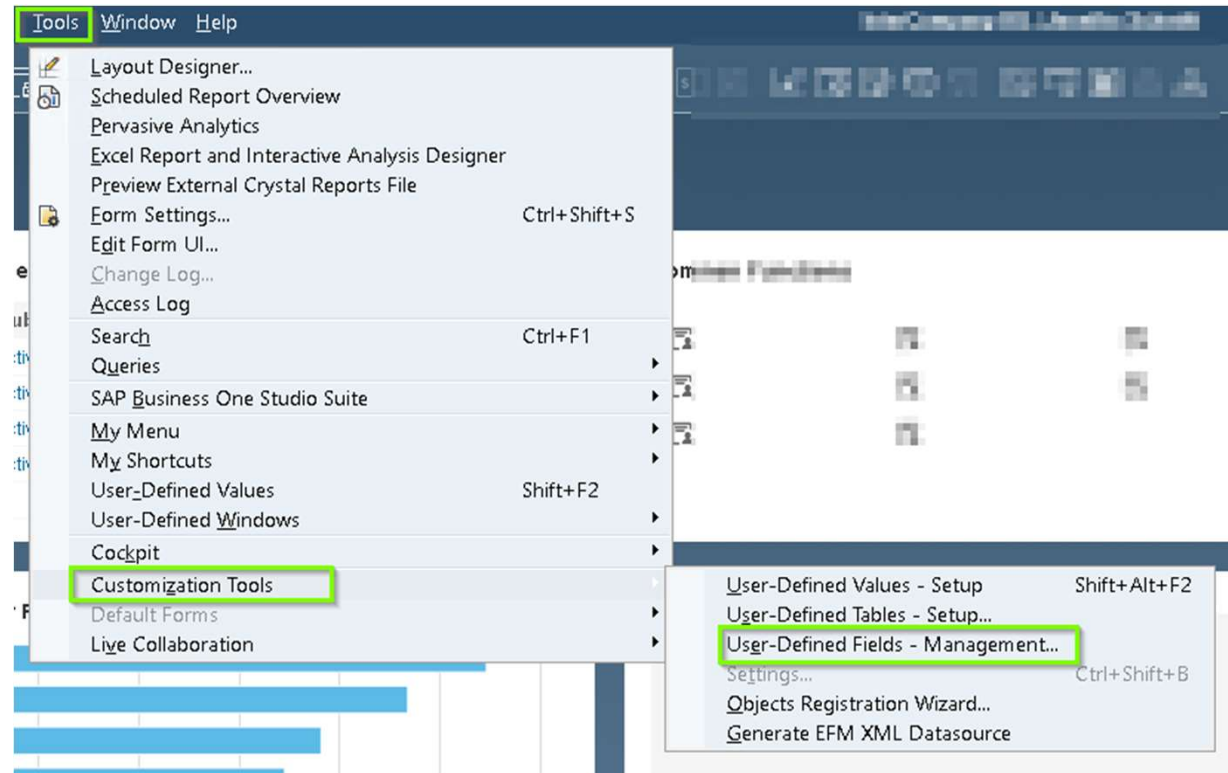 Tools Window Help
Layout Designer...
Scheduled Report Overview
Pervasive Analytics
Excel Report and Interactive Analysis Designer
Preview External Crystal Reports File
Form Settings... Ctrl+Shift+S
Edit Form UI...
Change Log...
Access Log
Search Ctrl+F1
Queries
SAP Business One Studio Suite
My Menu
My Shortcuts
User-Defined Values Shift+F2
User-Defined Windows
Cockpit
Customization Tools
Default Forms
Live Collaboration
User-Defined Values - Setup Shift+Alt+F2
User-Defined Tables - Setup...
User-Defined Fields - Management...
Settings... Ctrl+Shift+B
Objects Registration Wizard...
Generate EFM XML Datasource